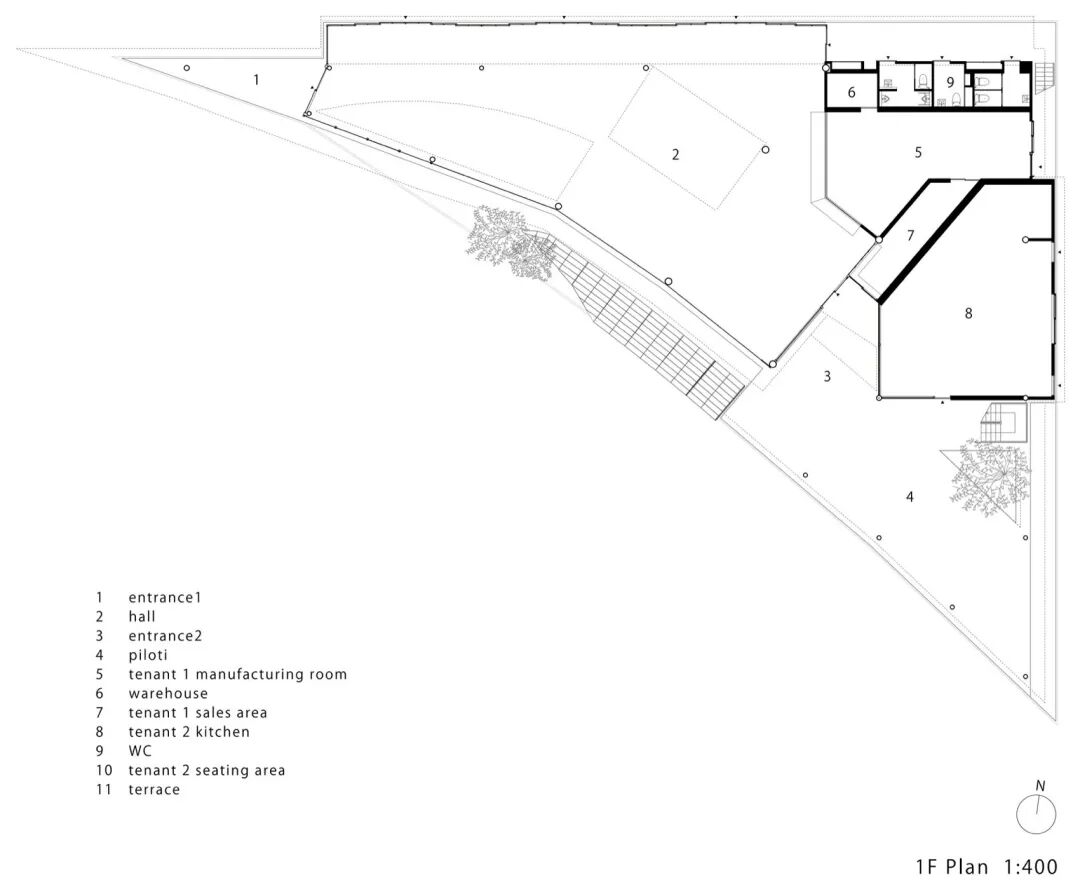 1
6
9
2
5
7
8
3
4
1 entrance1
2 hall
3 entrance2
4 piloti
5 tenant 1 manufacturing room
6 warehouse
7 tenant 1 sales area
8 tenant 2 kitchen
9 WC
10 tenant 2 seating area
11 terrace
N
1F Plan 1:400